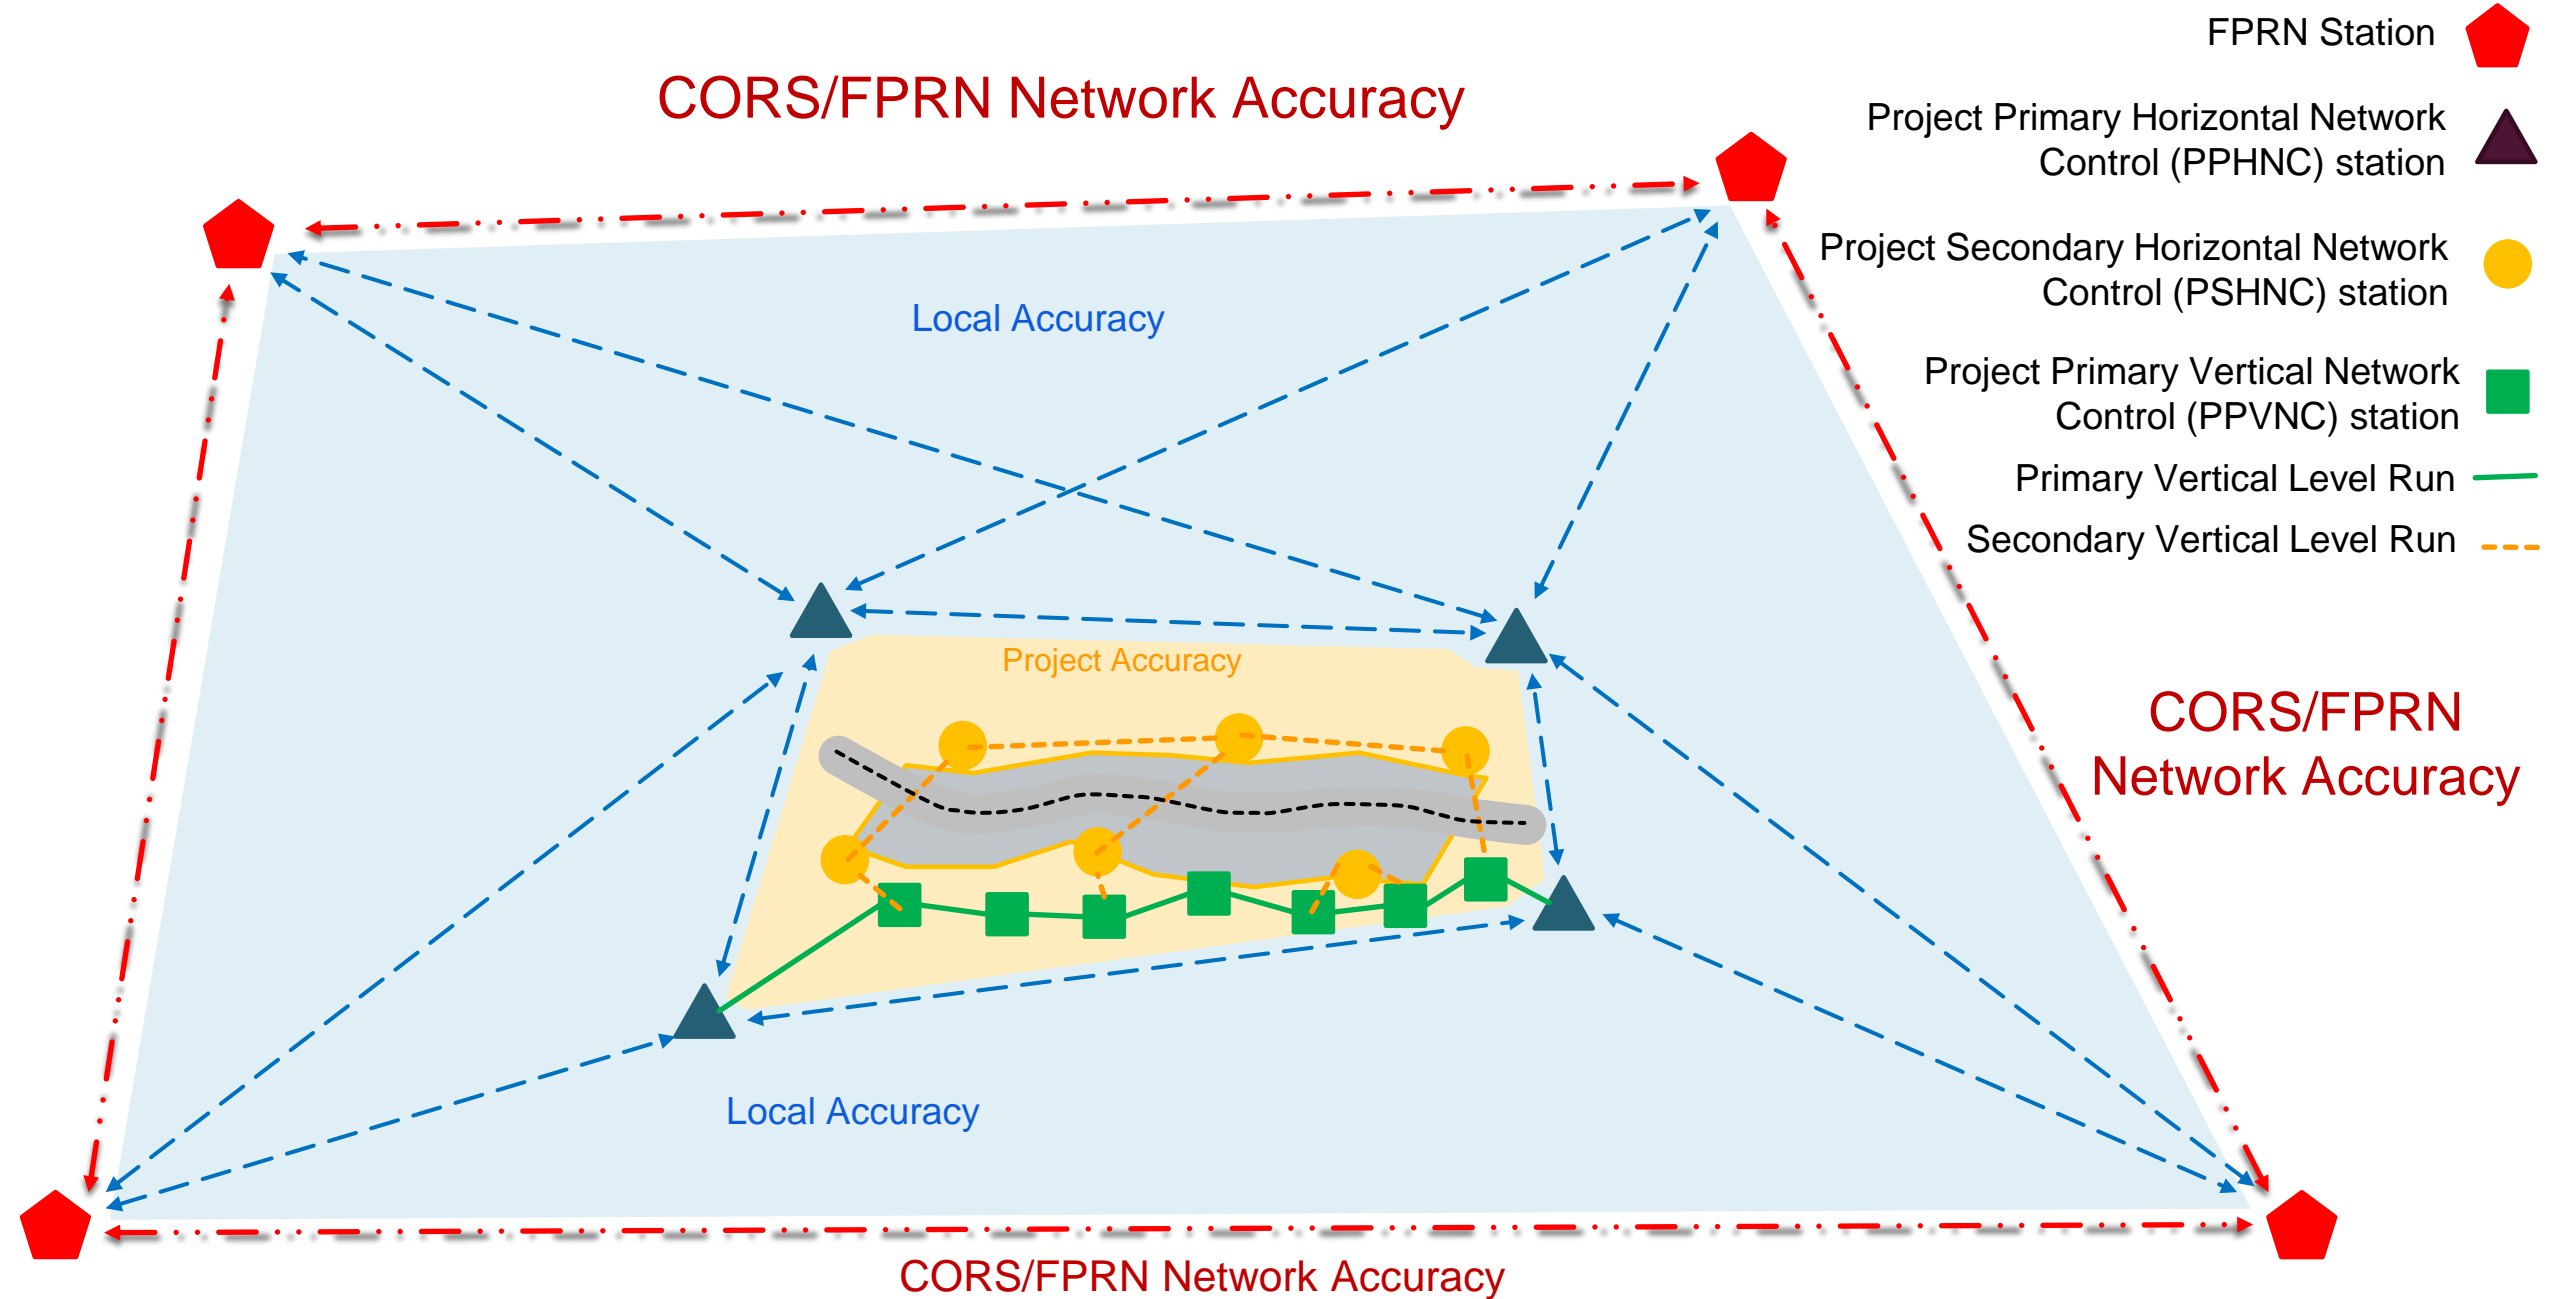 FPRN Station
CORS/FPRN Network Accuracy
Project Primary Horizontal Network
Control (PPHNC) station
Project Secondary Horizontal Network
Control (PSHNC) station
Local Accuracy
Project Primary Vertical Network
Control (PPVNC) station
Primary Vertical Level Run
Secondary Vertical Level Run
Project Accuracy
CORS/FPRN
Network Accuracy
Local Accuracy
CORS/FPRN Network Accuracy